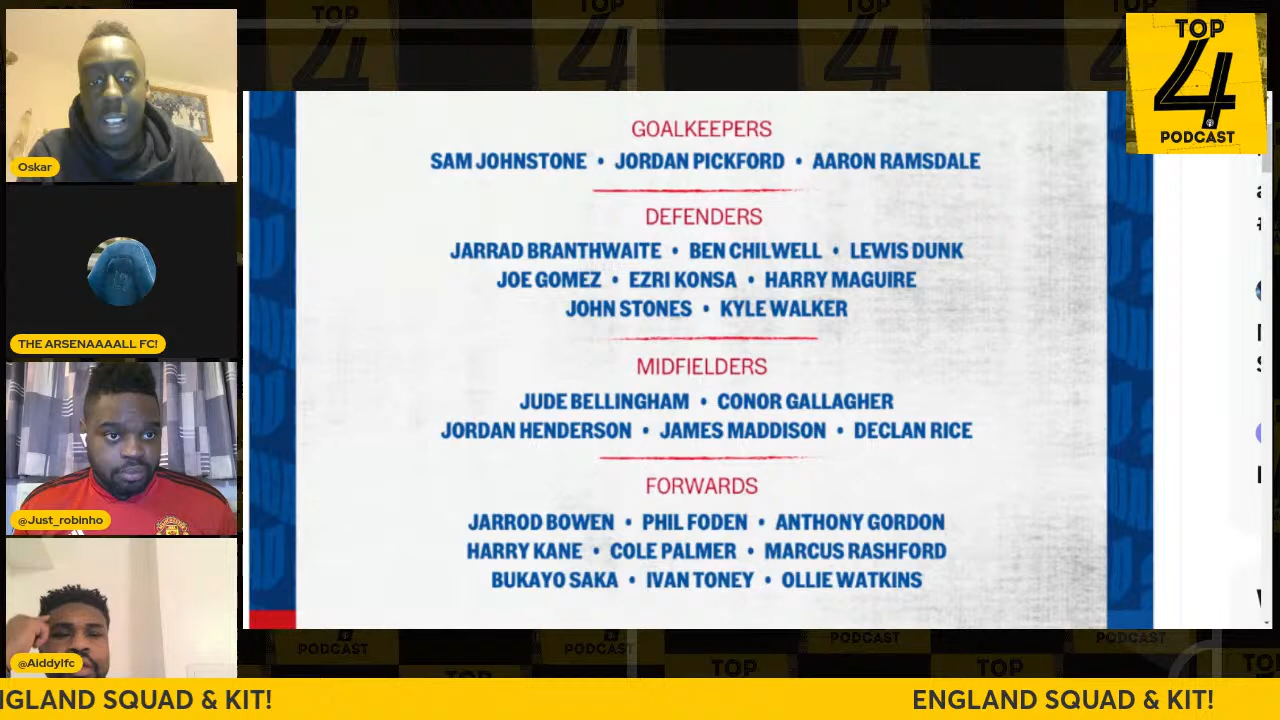 TOP
4
PODCAST
Oskar
THE ARSENAAAALL FC!
@Just_robinho
@Aiddylfc
GOALKEEPERS
SAM JOHNSTONE • JORDAN PICKFORD • AARON RAMSDALE
DEFENDERS
JARRAD BRANTHWAITE • BEN CHILWELL • LEWIS DUNK
JOE GOMEZ • EZRI KONSA • HARRY MAGUIRE
JOHN STONES • KYLE WALKER
MIDFIELDERS
JUDE BELLINGHAM • CONOR GALLAGHER
JORDAN HENDERSON • JAMES MADDISON • DECLAN RICE
FORWARDS
JARROD BOWEN • PHIL FODEN • ANTHONY GORDON
HARRY KANE • COLE PALMER • MARCUS RASHFORD
BUKAYO SAKA • IVAN TONEY • OLLIE WATKINS
NGLAND SQUAD & KIT! ENGLAND SQUAD & KIT!